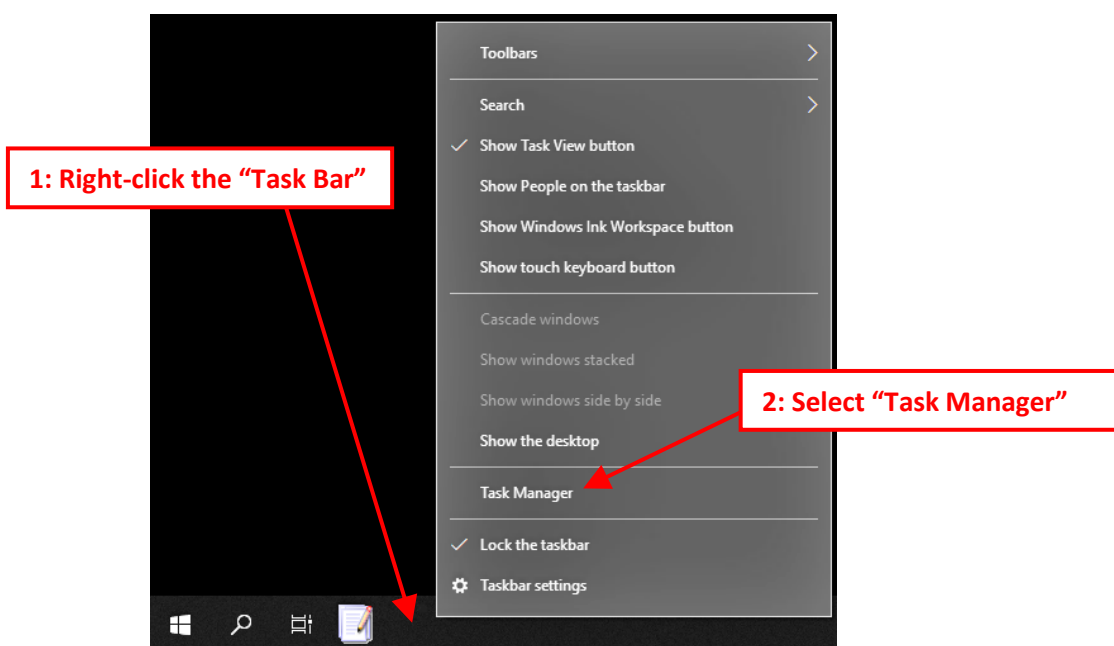 Toolbars
Search
Show Task View button
1: Right-click the “Task Bar”
Show People on the taskbar
Show Windows Ink Workspace button
Show touch keyboard button
Cascade windows
Show windows stacked
Show windows side by side
2: Select “Task Manager”
Show the desktop
Task Manager
Lock the taskbar
Taskbar settings